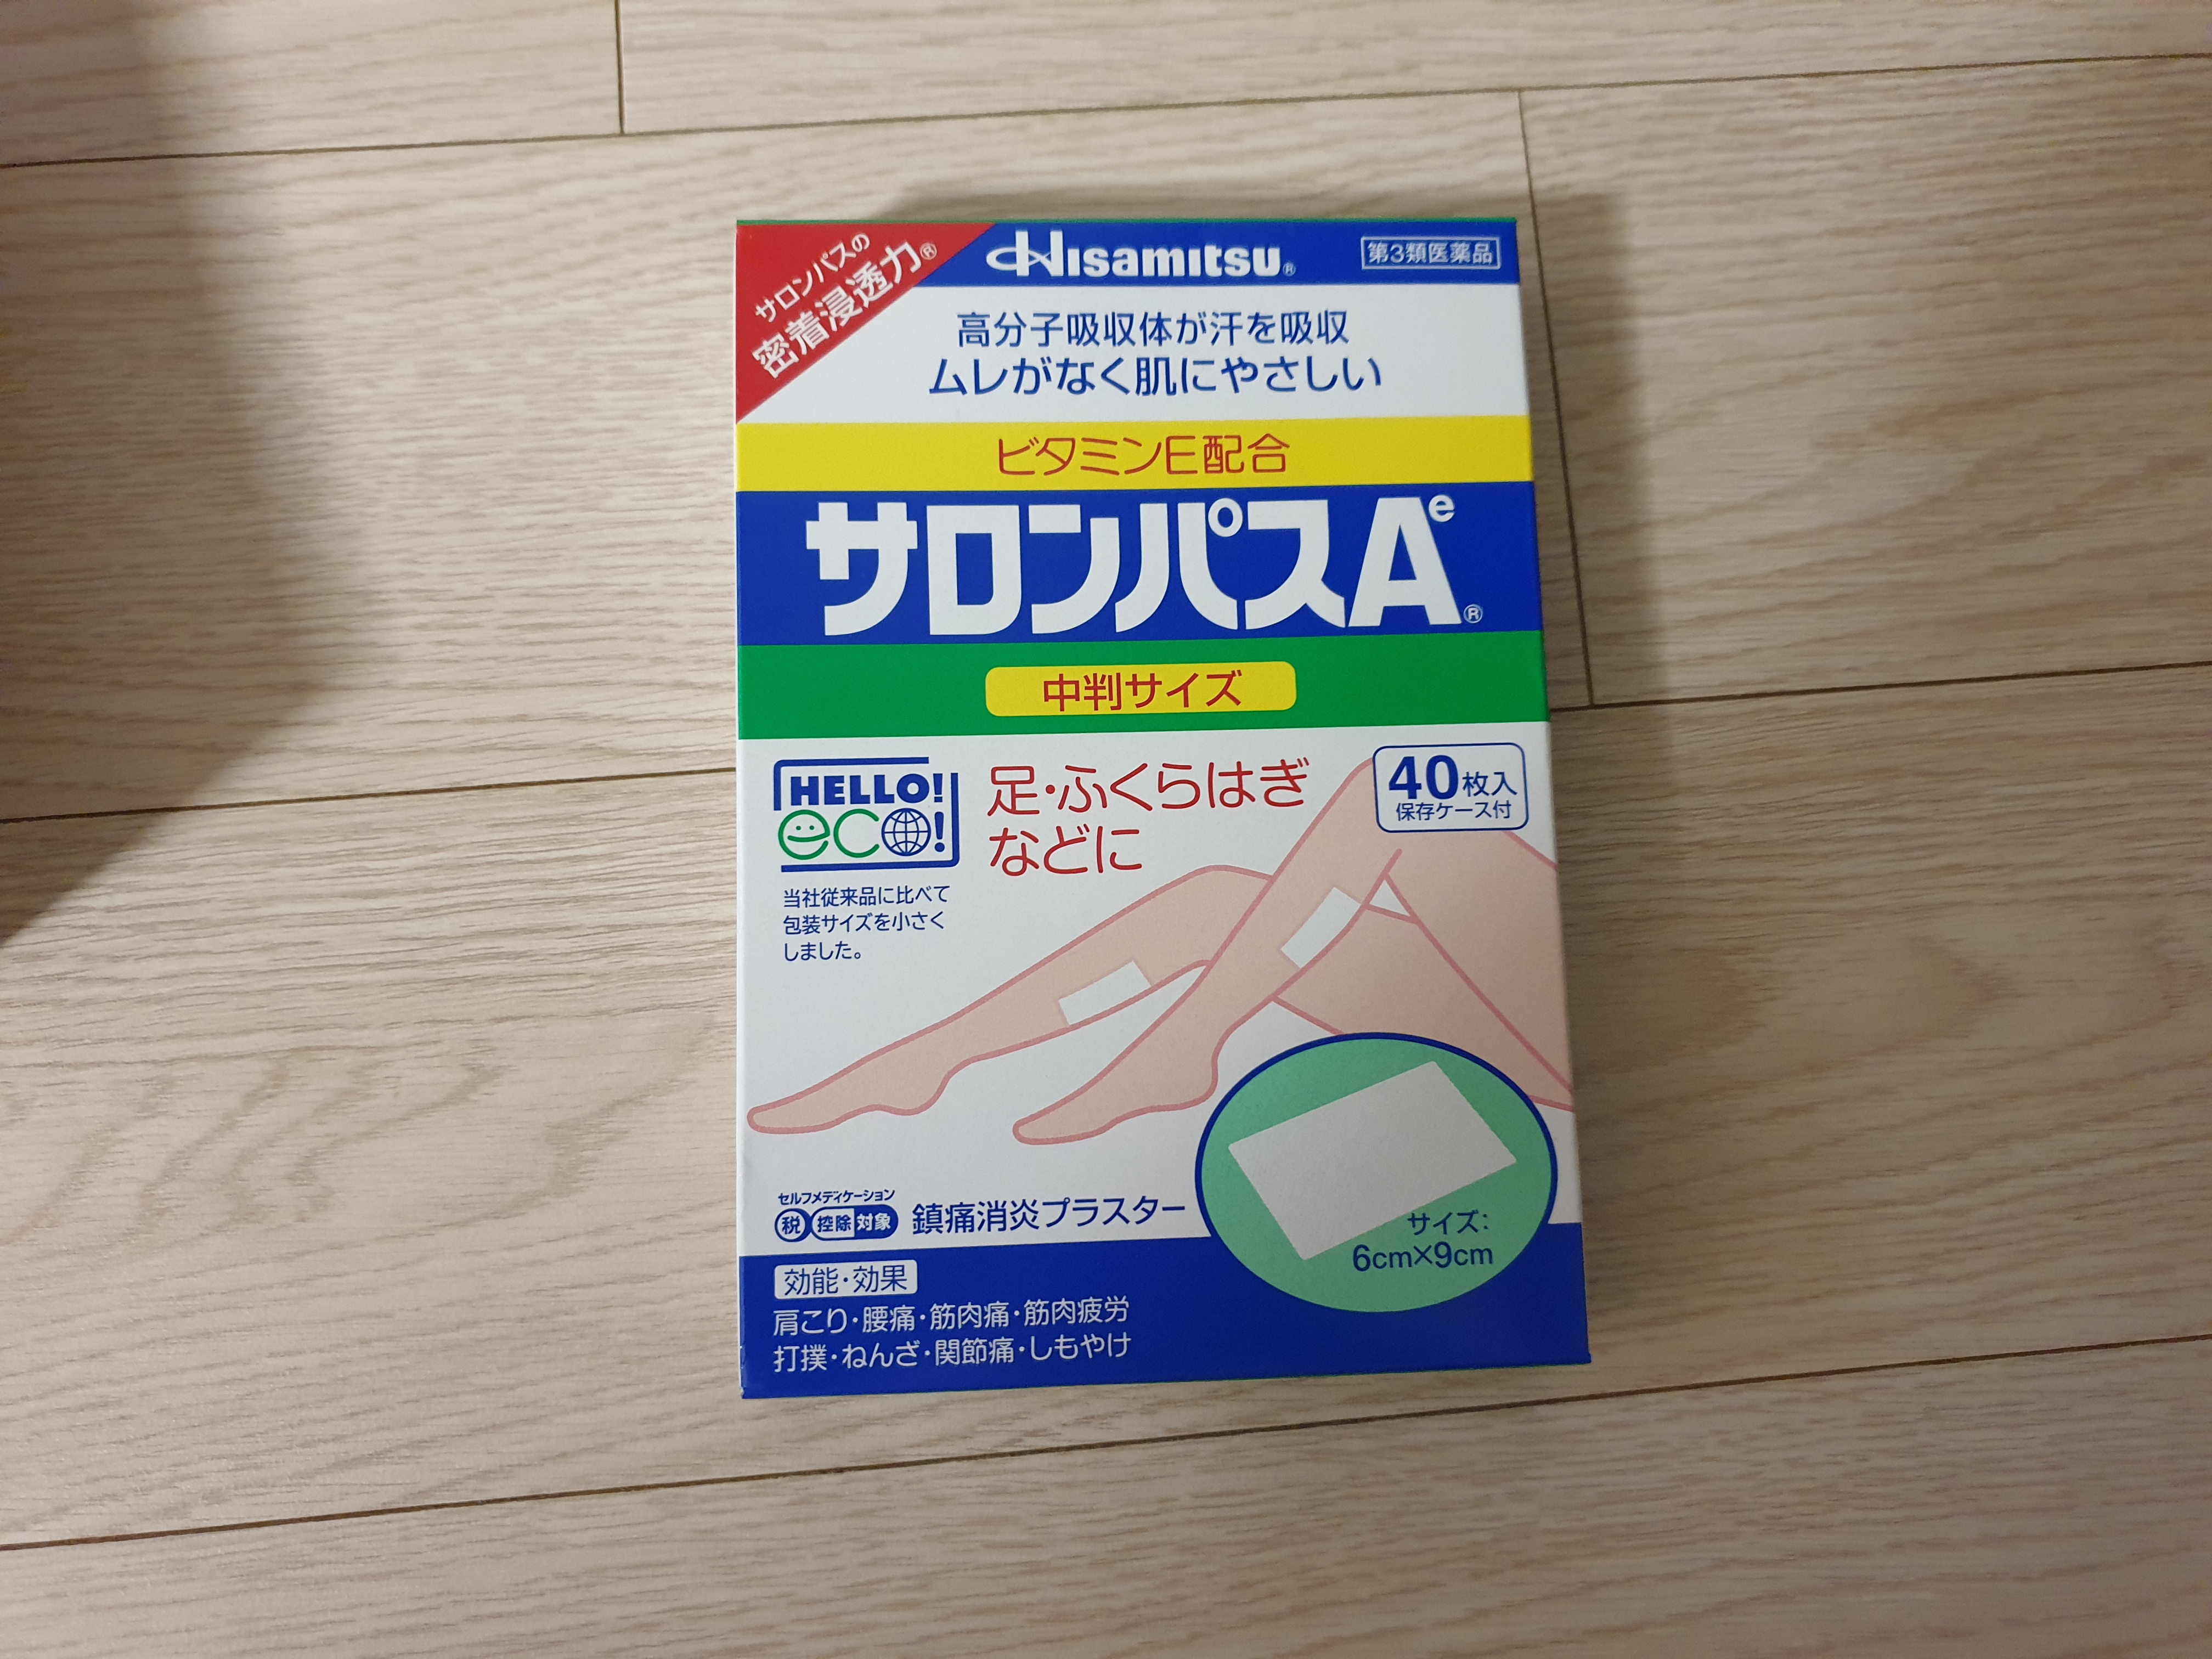 サロンパスの
密着浸透力®
Hisamitsu®
第3類医薬品
高分子吸収体が汗を吸収
ムレがなく肌にやさしい
ビタミンE配合
サロンパスAe®
中判サイズ
HELLO!
eco!
当社従来品に比べて
包装サイズを小さく
しました。
足・ふくらはぎ
などに
40枚入
保存ケース付
セルフメディケーション
税 控除 対象
鎮痛消炎プラスター
サイズ:
6cm×9cm
効能・効果
肩こり・腰痛・筋肉痛・筋肉疲労
打撲・ねんざ・関節痛・しもやけ